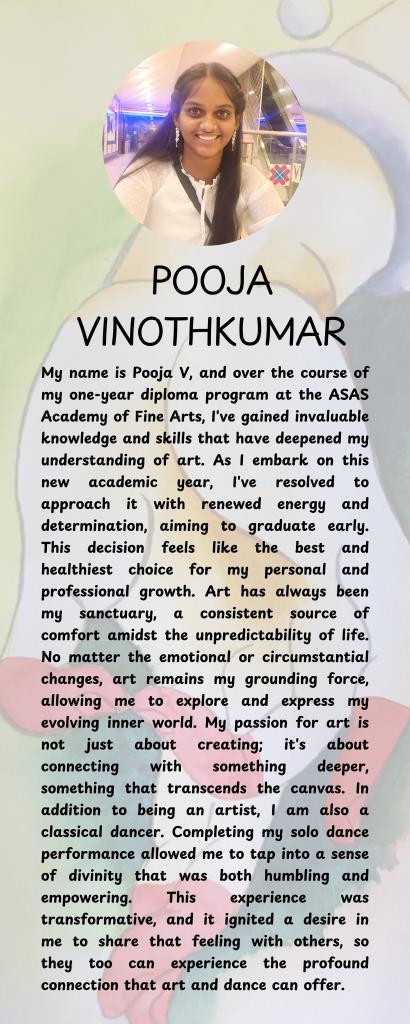 POOJA
VINOTHKUMAR
My name is Pooja V, and over the course of
my one-year diploma program at the ASAS
Academy of Fine Arts, I've gained invaluable
knowledge and skills that have deepened my
understanding of art. As I embark on this
new academic year, I've resolved to
approach it with renewed energy and
determination, aiming to graduate early.
This decision feels like the best and
healthiest choice for my personal and
professional growth. Art has always been
my sanctuary, a consistent source of
comfort amidst the unpredictability of life.
No matter the emotional or circumstantial
changes, art remains my grounding force,
allowing me to explore and express my
evolving inner world. My passion for art is
not just about creating; it's about
connecting with something deeper,
something that transcends the canvas. In
addition to being an artist, I am also a
classical dancer. Completing my solo dance
performance allowed me to tap into a sense
of divinity that was both humbling and
empowering. This experience was
transformative, and it ignited a desire in
me to share that feeling with others, so
they too can experience the profound
connection that art and dance can offer.